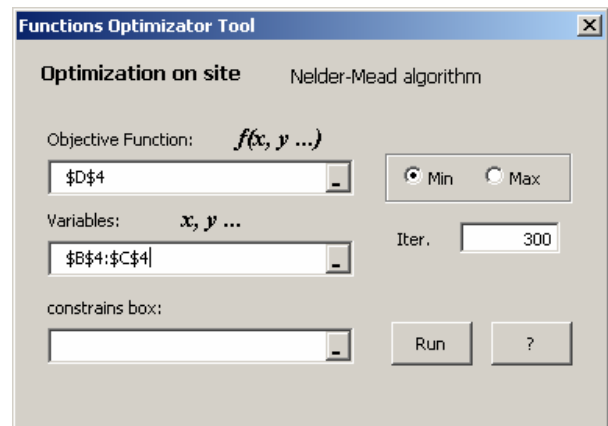 Functions Optimizator Tool
Optimization on site Nelder-Mead algorithm
Objective Function: f(x, y ...)
$D$4
Min Max
Variables: x, y ...
Iter. 300
$B$4:$C$4
constrains box:
Run ?